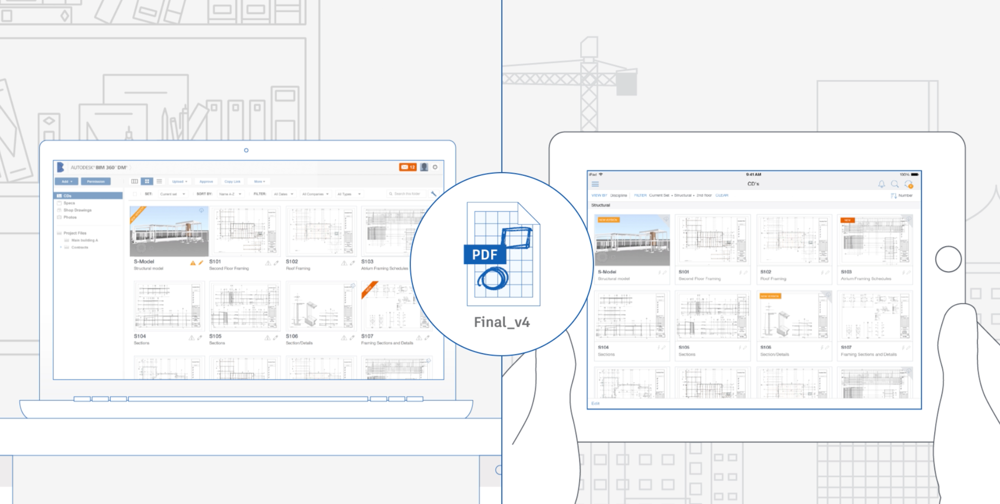 AUTODESK® BIM 360™ DM®
12
Add
Permission
Upload
Approve
Copy Link
More
SET:
Current set
SORT BY:
Name A-Z
FILTER:
All Dates
All Companies
All Types
Search this folder
CDs
Specs
Shop Drawings
Photos
Project Files
Main building A
Contracts
S-Model
Structural model
S101
Second Floor Framing
S102
Roof Framing
S103
Atrium Framing Schedules
NEW
S104
Sections
S105
Sections
S106
Section/Details
S107
Framing Sections and Details
PDF
Final_v4
iPad
9:41 AM
100%
CD's
VIEW BY Discipline FILTER Current Set • Structural • 2nd floor CLEAR
Number
Structural
NEW VERSION
NEW
S-Model
Structural model
S101
Second Floor Framing
S102
Roof Framing
S103
Atrium Framing Schedules
NEW VERSION
S104
Sections
S105
Sections
S106
Section/Details
S107
Framing Sections and Details
Edit